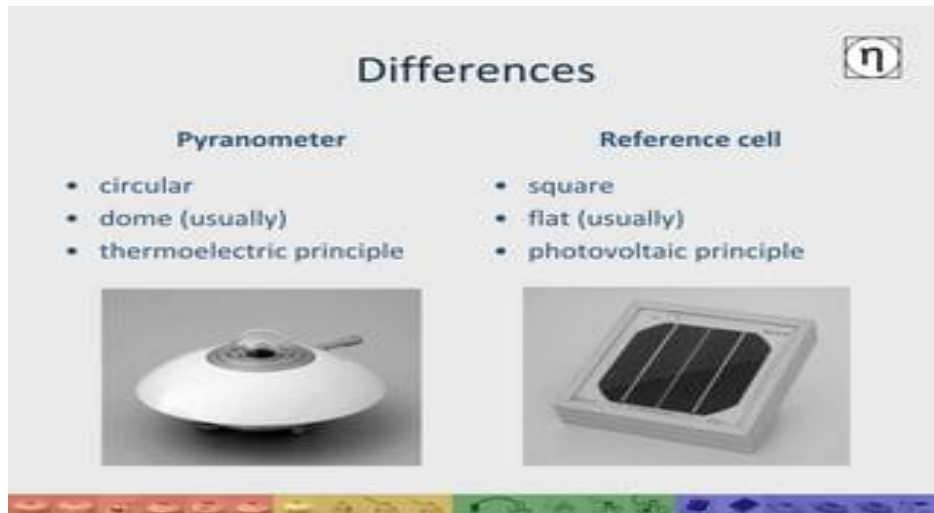 Differences
η
Pyranometer
• circular
• dome (usually)
• thermoelectric principle
Reference cell
• square
• flat (usually)
• photovoltaic principle